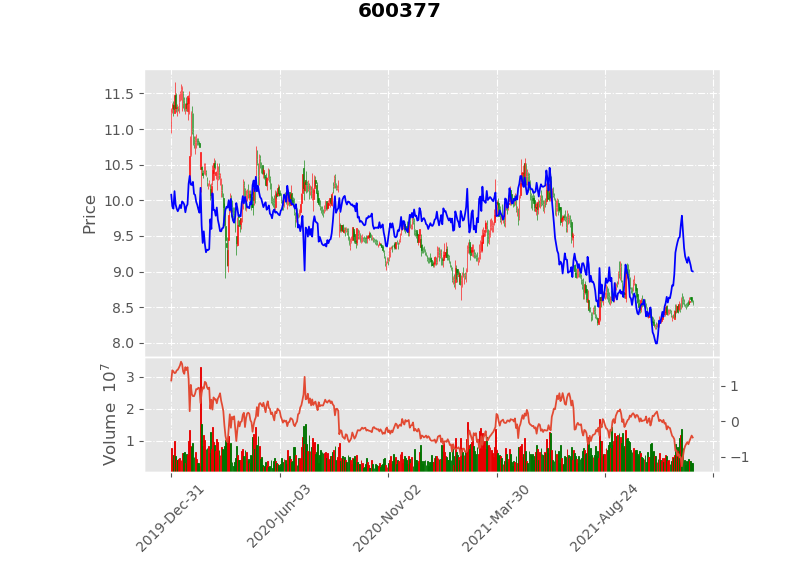 600377
Price
11.5
11.0
10.5
10.0
9.5
9.0
8.5
8.0
Volume 10^7
3
2
1
1
0
−1
2019-Dec-31
2020-Jun-03
2020-Nov-02
2021-Mar-30
2021-Aug-24